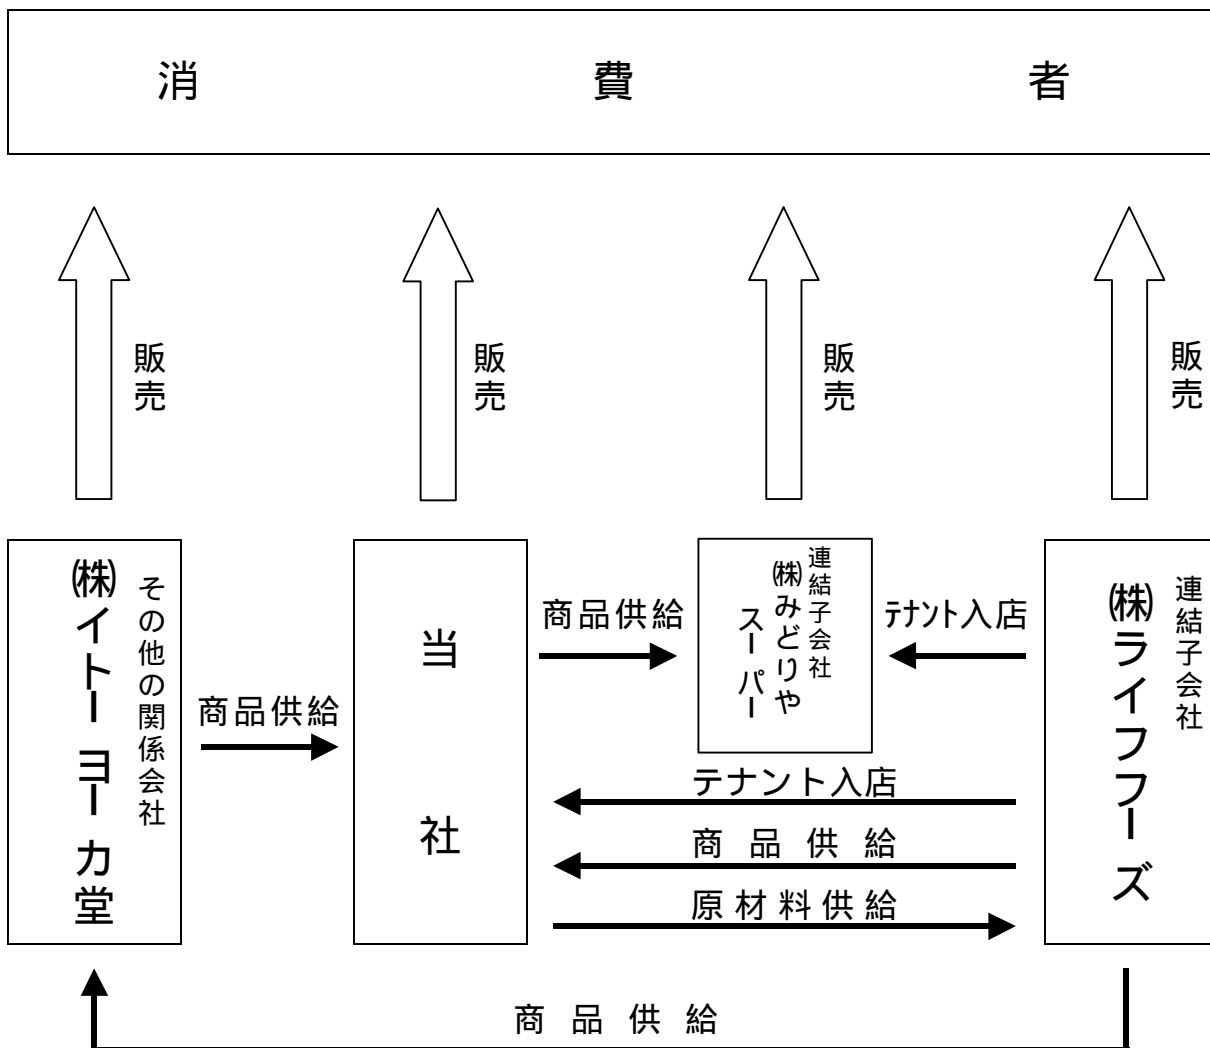 消費者
販売
販売
販売
販売
その他の関係会社
㈱イトーヨーカ堂
商品供給
当社
商品供給
連結子会社
㈱みどりや
スーパー
テナント入店
連結子会社
㈱ライフフーズ
テナント入店
商品供給
原材料供給
商品供給